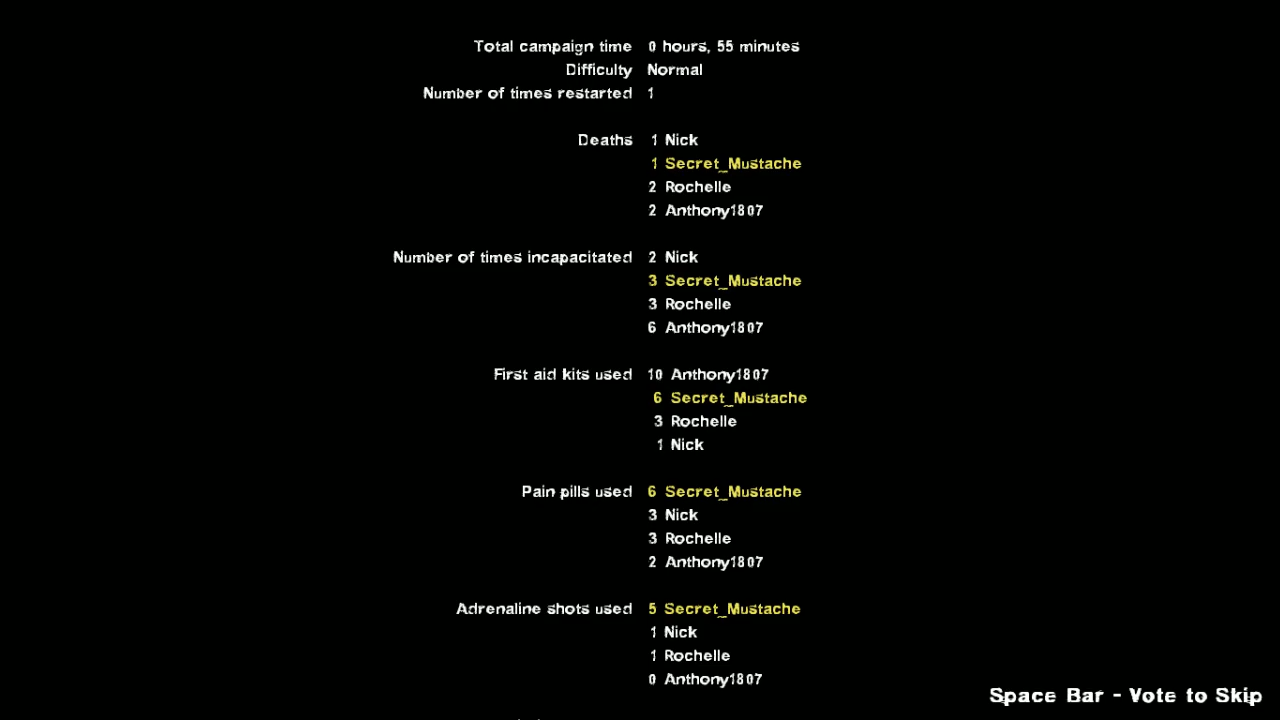 Total campaign time 0 hours, 55 minutes
Difficulty Normal
Number of times restarted 1
Deaths 1 Nick
1 Secret_Mustache
2 Rochelle
2 Anthony1807
Number of times incapacitated 2 Nick
3 Secret_Mustache
3 Rochelle
6 Anthony1807
First aid kits used 10 Anthony1807
6 Secret_Mustache
3 Rochelle
1 Nick
Pain pills used 6 Secret_Mustache
3 Nick
3 Rochelle
2 Anthony1807
Adrenaline shots used 5 Secret_Mustache
1 Nick
1 Rochelle
0 Anthony1807
Space Bar - Vote to Skip